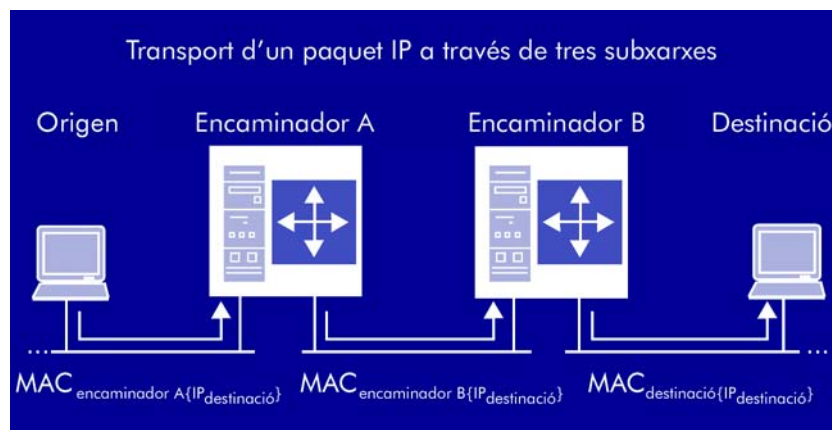 Transport d'un paquet IP a través de tres subxarxes
Origen
Encaminador A
Encaminador B
Destinació
...
...
MAC encaminador A{IP destinació}
MAC encaminador B{IP destinació}
MAC destinació{IP destinació}